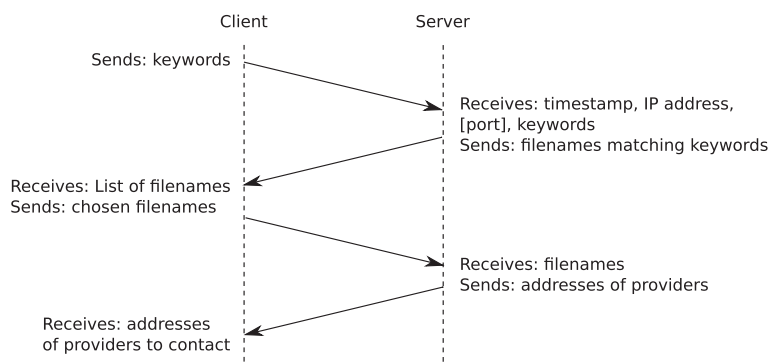 Client
Server
Sends: keywords
Receives: timestamp, IP address,
[port], keywords
Sends: filenames matching keywords
Receives: List of filenames
Sends: chosen filenames
Receives: filenames
Sends: addresses of providers
Receives: addresses
of providers to contact